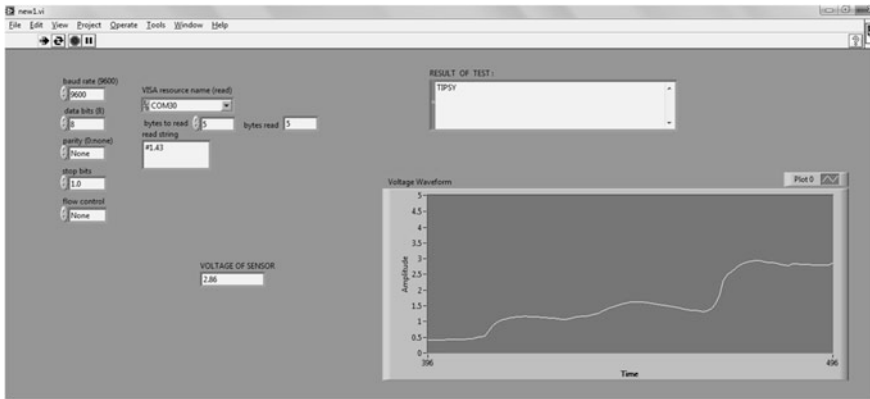 new1.vi
File Edit View Project Operate Tools Window Help
baud rate (9600)
9600
data bits (8)
8
parity (0:none)
None
stop bits
1.0
flow control
None
VISA resource name (read)
COM30
bytes to read 5 bytes read 5
read string
#1.43
VOLTAGE OF SENSOR
2.86
RESULT OF TEST :
TIPSY
Voltage Waveform
Plot 0
Amplitude
5
4.5
4
3.5
3
2.5
2
1.5
1
0.5
0
396 496
Time